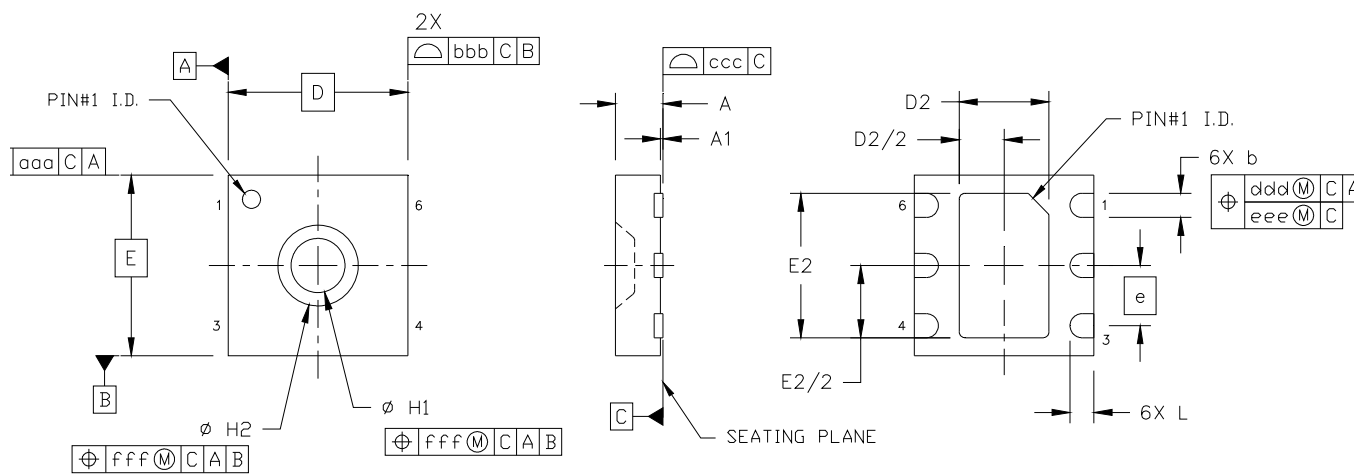 2X
bbb C B
A
D
PIN#1 I.D.
aaa C A
1
6
E
3
4
B
ø H1
fff Ⓜ C A B
ø H2
fff Ⓜ C A B
ccc C
A
A1
C
SEATING PLANE
D2
D2/2
PIN#1 I.D.
6X b
ddd Ⓜ C A
eee Ⓜ C
6
1
E2
e
4
3
E2/2
6X L